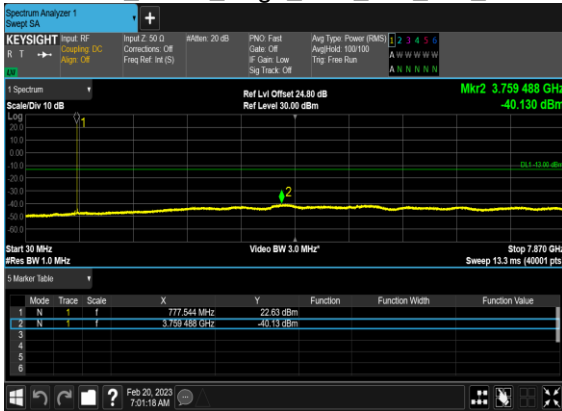 Spectrum Analyzer 1
Swept SA
+
KEYSIGHT Input: RF Input Z: 50 Ω #Atten: 20 dB PNO: Fast Avg Type: Power (RMS) 1 2 3 4 5 6
R T Coupling: DC Corrections: Off Gate: Off Avg|Hold: 100/100 A W W W W W
Align: Off Freq Ref: Int (S) IF Gain: Low Trig: Free Run
LXI Sig Track: Off A N N N N N
1 Spectrum Ref Lvl Offset 24.80 dB Mkr2 3.759 488 GHz
Scale/Div 10 dB Ref Level 30.00 dBm -40.130 dBm
Log
20.0
10.0
0.00
-10.0
DL1 -13.00 dBm
-20.0
-30.0
-40.0
-50.0
-60.0
1
2
Start 30 MHz Video BW 3.0 MHz* Stop 7.870 GHz
#Res BW 1.0 MHz Sweep 13.3 ms (40001 pts)
5 Marker Table
Mode Trace Scale X Y Function Function Width Function Value
1 N 1 f 777.544 MHz 22.63 dBm
2 N 1 f 3.759 488 GHz -40.13 dBm
3
4
5
6
? Feb 20, 2023
7:01:18 AM